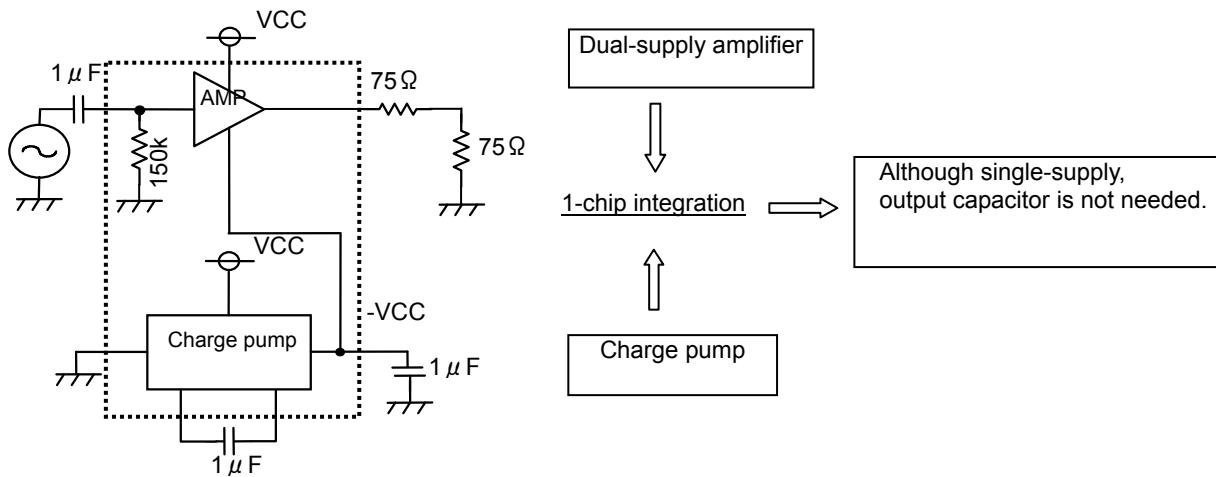 VCC
1μF
AMP
150k
75Ω
75Ω
VCC
-VCC
Charge pump
1μF
1μF
Dual-supply amplifier
1-chip integration
Although single-supply,
output capacitor is not needed.
Charge pump